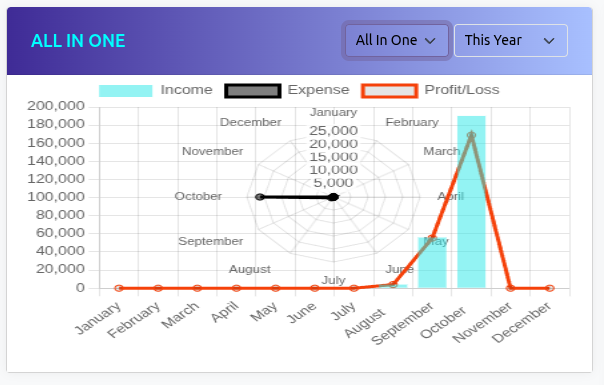 ALL IN ONE
All In One
This Year
Income Expense Profit/Loss
200,000
180,000
160,000
140,000
120,000
100,000
80,000
60,000
40,000
20,000
0
January
February
March
April
May
June
July
August
September
October
November
December
25,000
20,000
15,000
10,000
5,000
January February March April May June July August September October November December